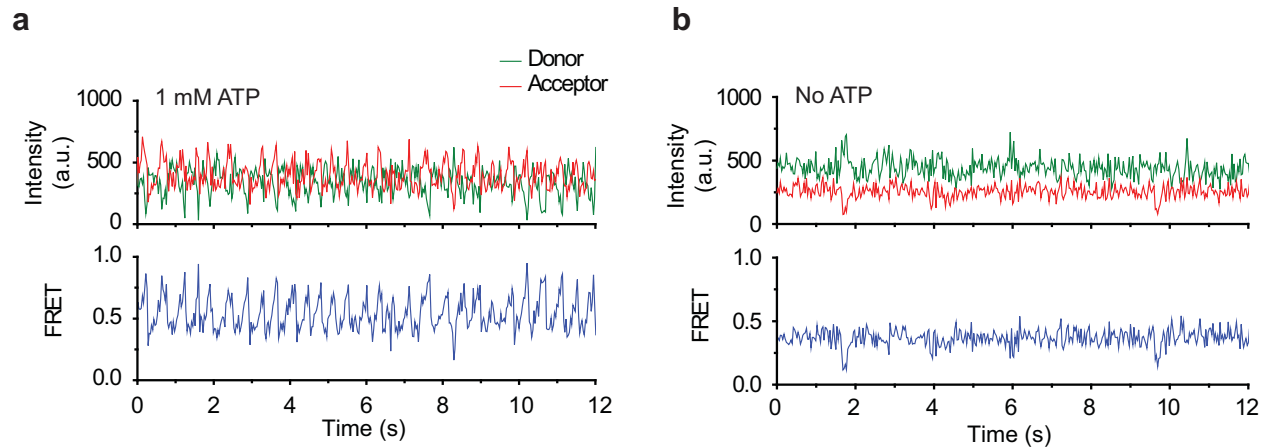 a
Donor
Acceptor
1 mM ATP
1000
500
0
Intensity
(a.u.)
1.0
0.5
0.0
FRET
0 2 4 6 8 10 12
Time (s)
b
No ATP
1000
500
0
Intensity
(a.u.)
1.0
0.5
0.0
FRET
0 2 4 6 8 10 12
Time (s)